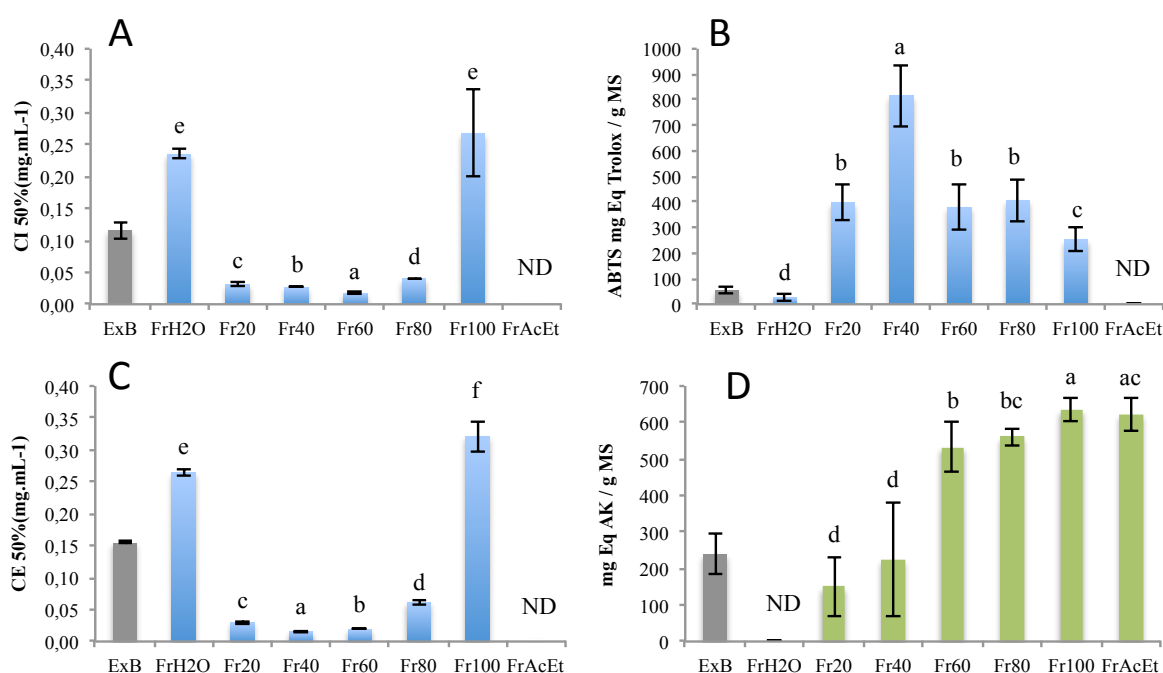 A
CI 50%(mg.mL-1)
0,40
0,35
0,30
0,25
0,20
0,15
0,10
0,05
0,00
e
c
b
a
d
e
ND
ExB FrH2O Fr20 Fr40 Fr60 Fr80 Fr100 FrAcEt
B
ABTS mg Eq Trolox / g MS
1000
900
800
700
600
500
400
300
200
100
0
d
b
a
b
b
c
ND
ExB FrH2O Fr20 Fr40 Fr60 Fr80 Fr100 FrAcEt
C
CE 50%(mg.mL-1)
0,40
0,35
0,30
0,25
0,20
0,15
0,10
0,05
0,00
e
c
a
b
d
f
ND
ExB FrH2O Fr20 Fr40 Fr60 Fr80 Fr100 FrAcEt
D
mg Eq AK / g MS
700
600
500
400
300
200
100
0
ND
d
d
b
bc
a
ac
ExB FrH2O Fr20 Fr40 Fr60 Fr80 Fr100 FrAcEt